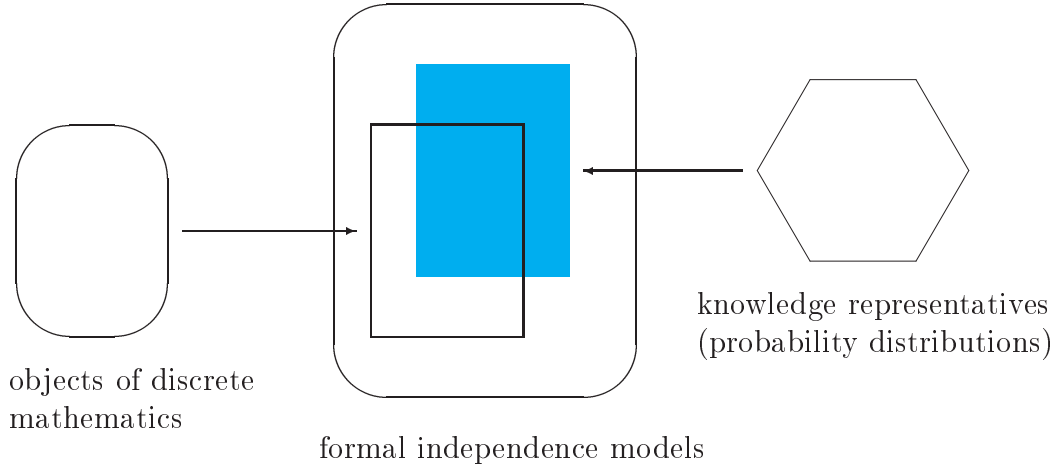 objects of discrete
mathematics
formal independence models
knowledge representatives
(probability distributions)